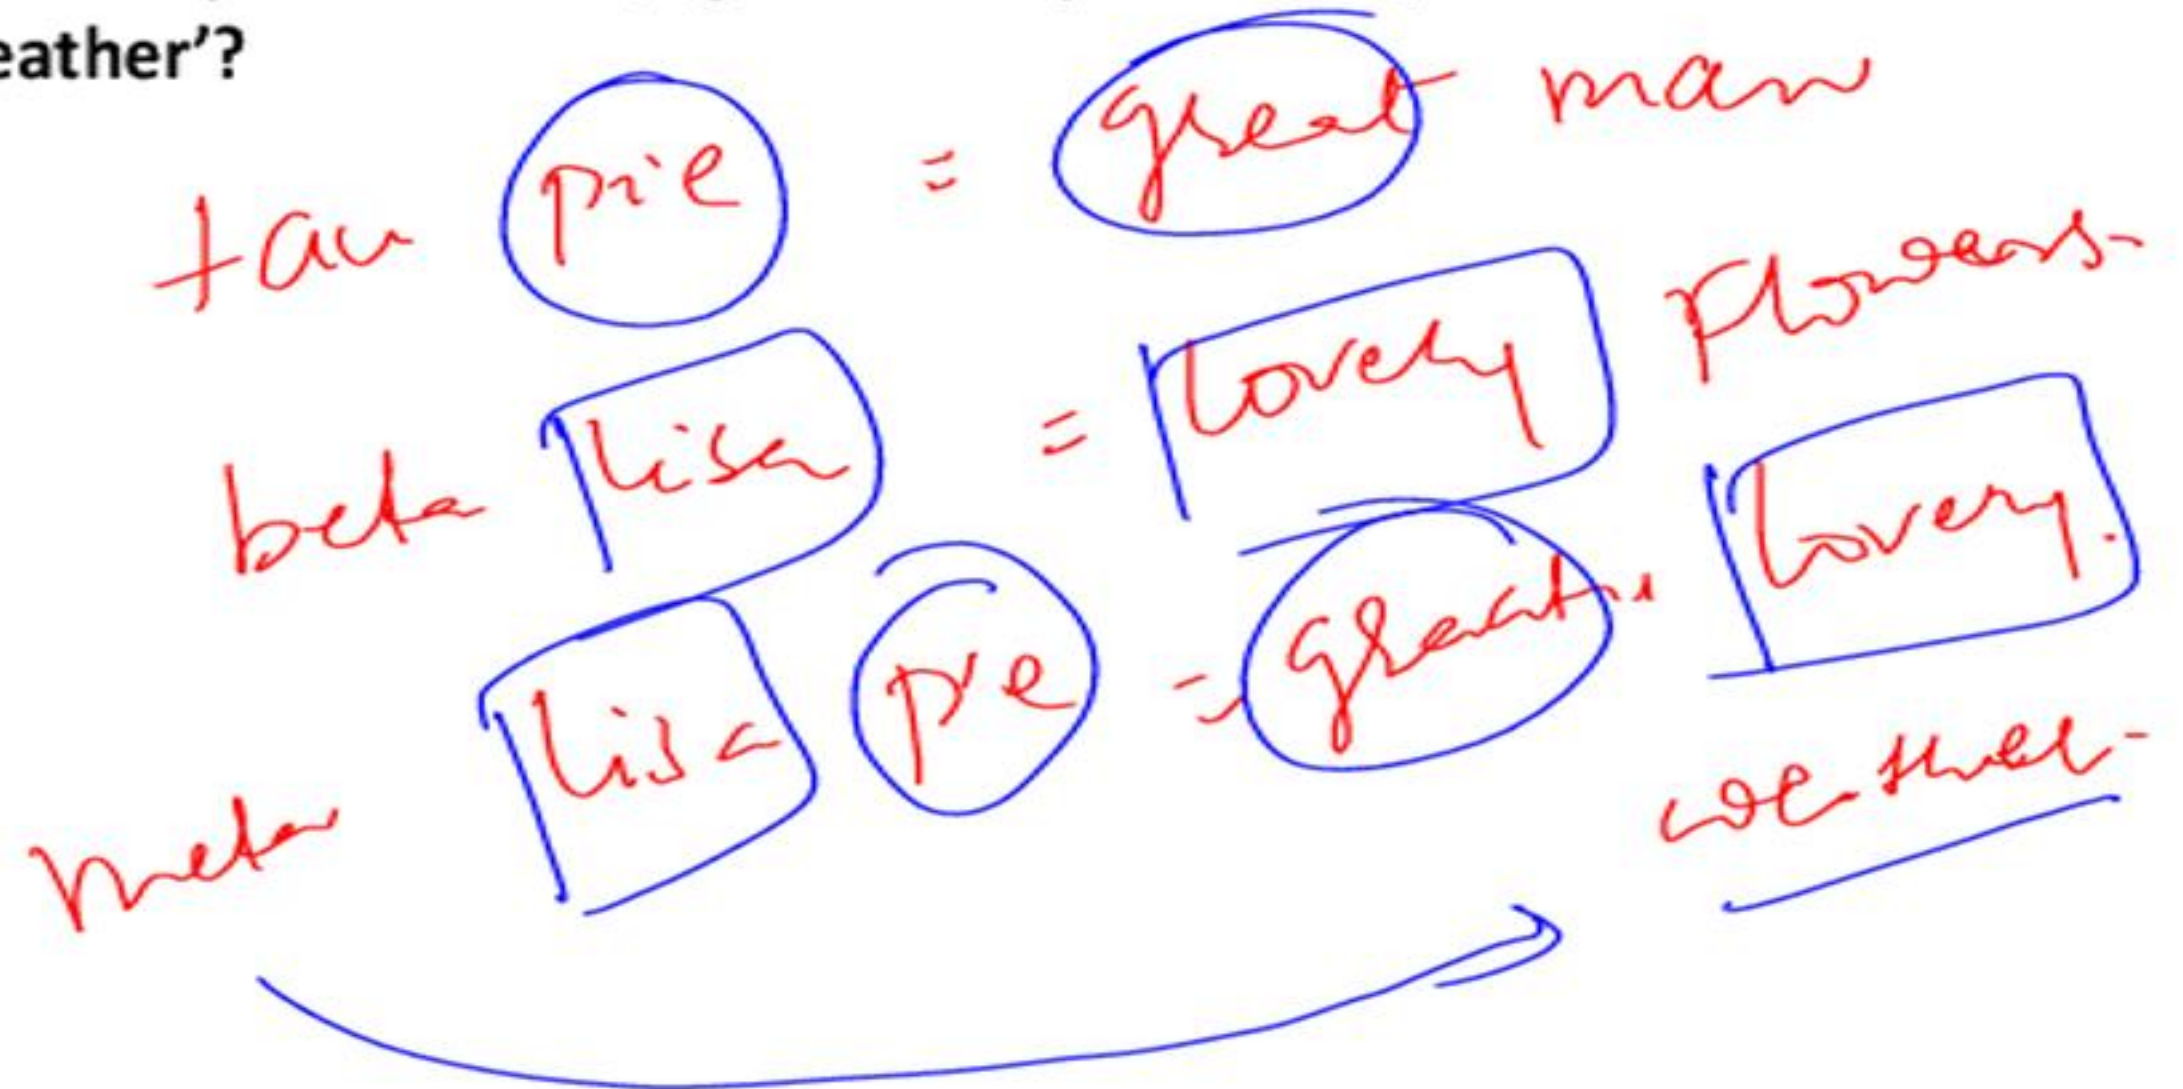 eather’?
tau pie = great man
beta lisa = lovely flowers
meta lisa pie = great lovely
weather